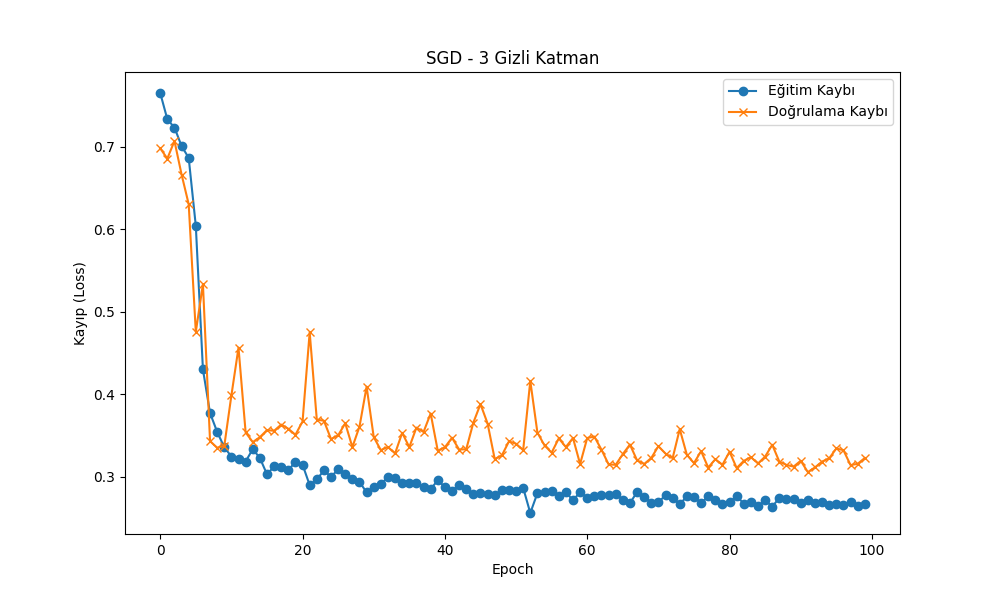 SGD - 3 Gizli Katman
Eğitim Kaybı
Doğrulama Kaybı
Kayıp (Loss)
0.7
0.6
0.5
0.4
0.3
0 20 40 60 80 100
Epoch